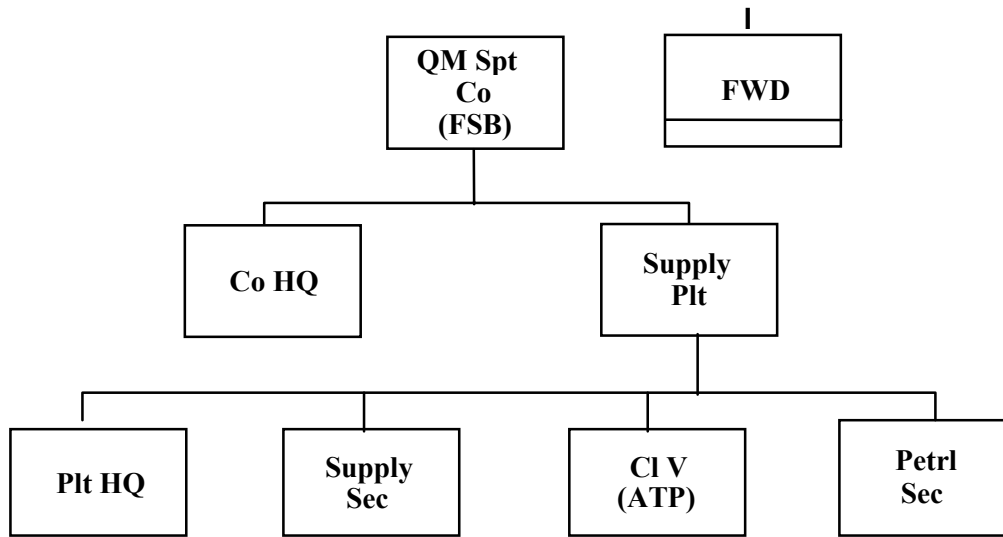 QM Spt
Co
(FSB)
I
FWD
Co HQ
Supply
Plt
Plt HQ
Supply
Sec
Cl V
(ATP)
Petrl
Sec